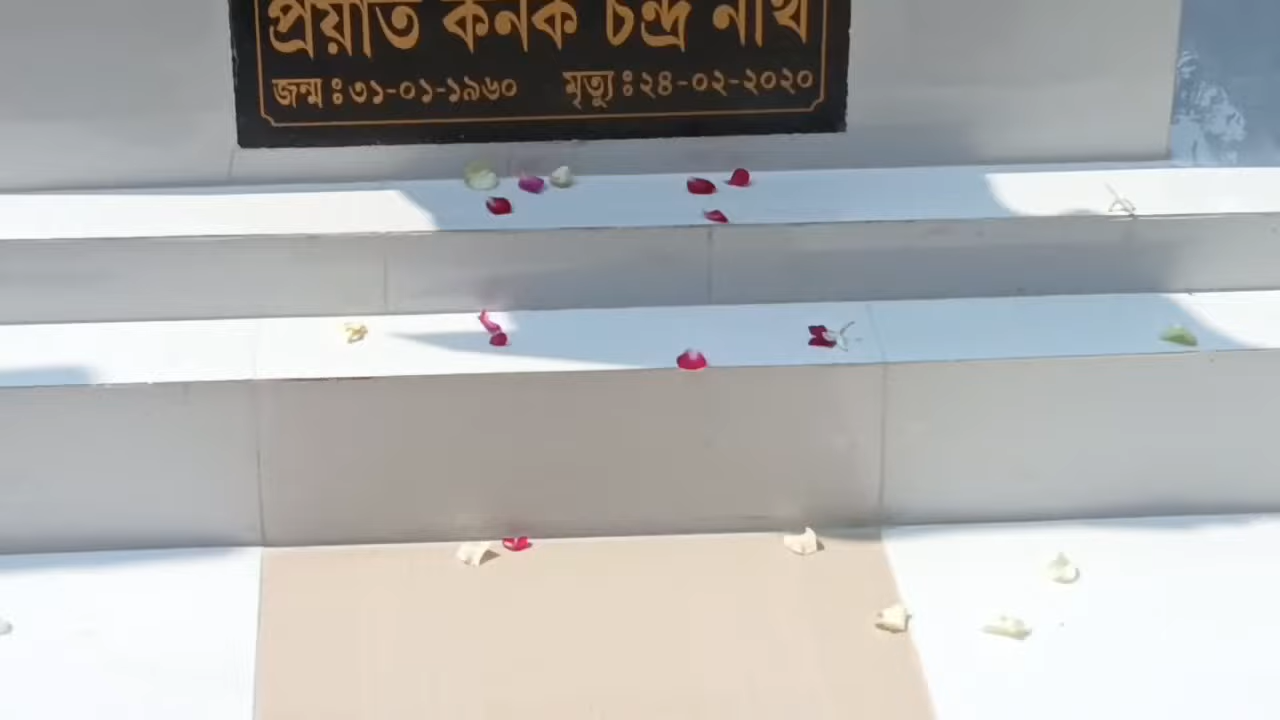 প্রয়াত কনক চন্দ্র নাথ
জন্ম ঃ ৩১-০১-১৯৬০ মৃত্যু ঃ ২৪-০২-২০২০